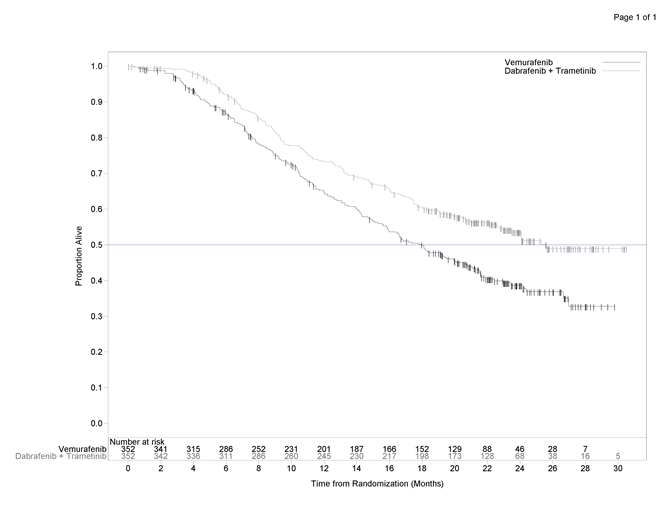 Page 1 of 1
Vemurafenib
Dabrafenib + Trametinib
1.0
0.9
0.8
0.7
0.6
0.5
0.4
0.3
0.2
0.1
0.0
Proportion Alive
Number at risk
Vemurafenib 352 341 315 286 252 231 201 187 166 152 129 88 46 28 7
Dabrafenib + Trametinib 352 342 336 311 286 260 245 230 217 198 173 128 68 38 16 5
0 2 4 6 8 10 12 14 16 18 20 22 24 26 28 30
Time from Randomization (Months)